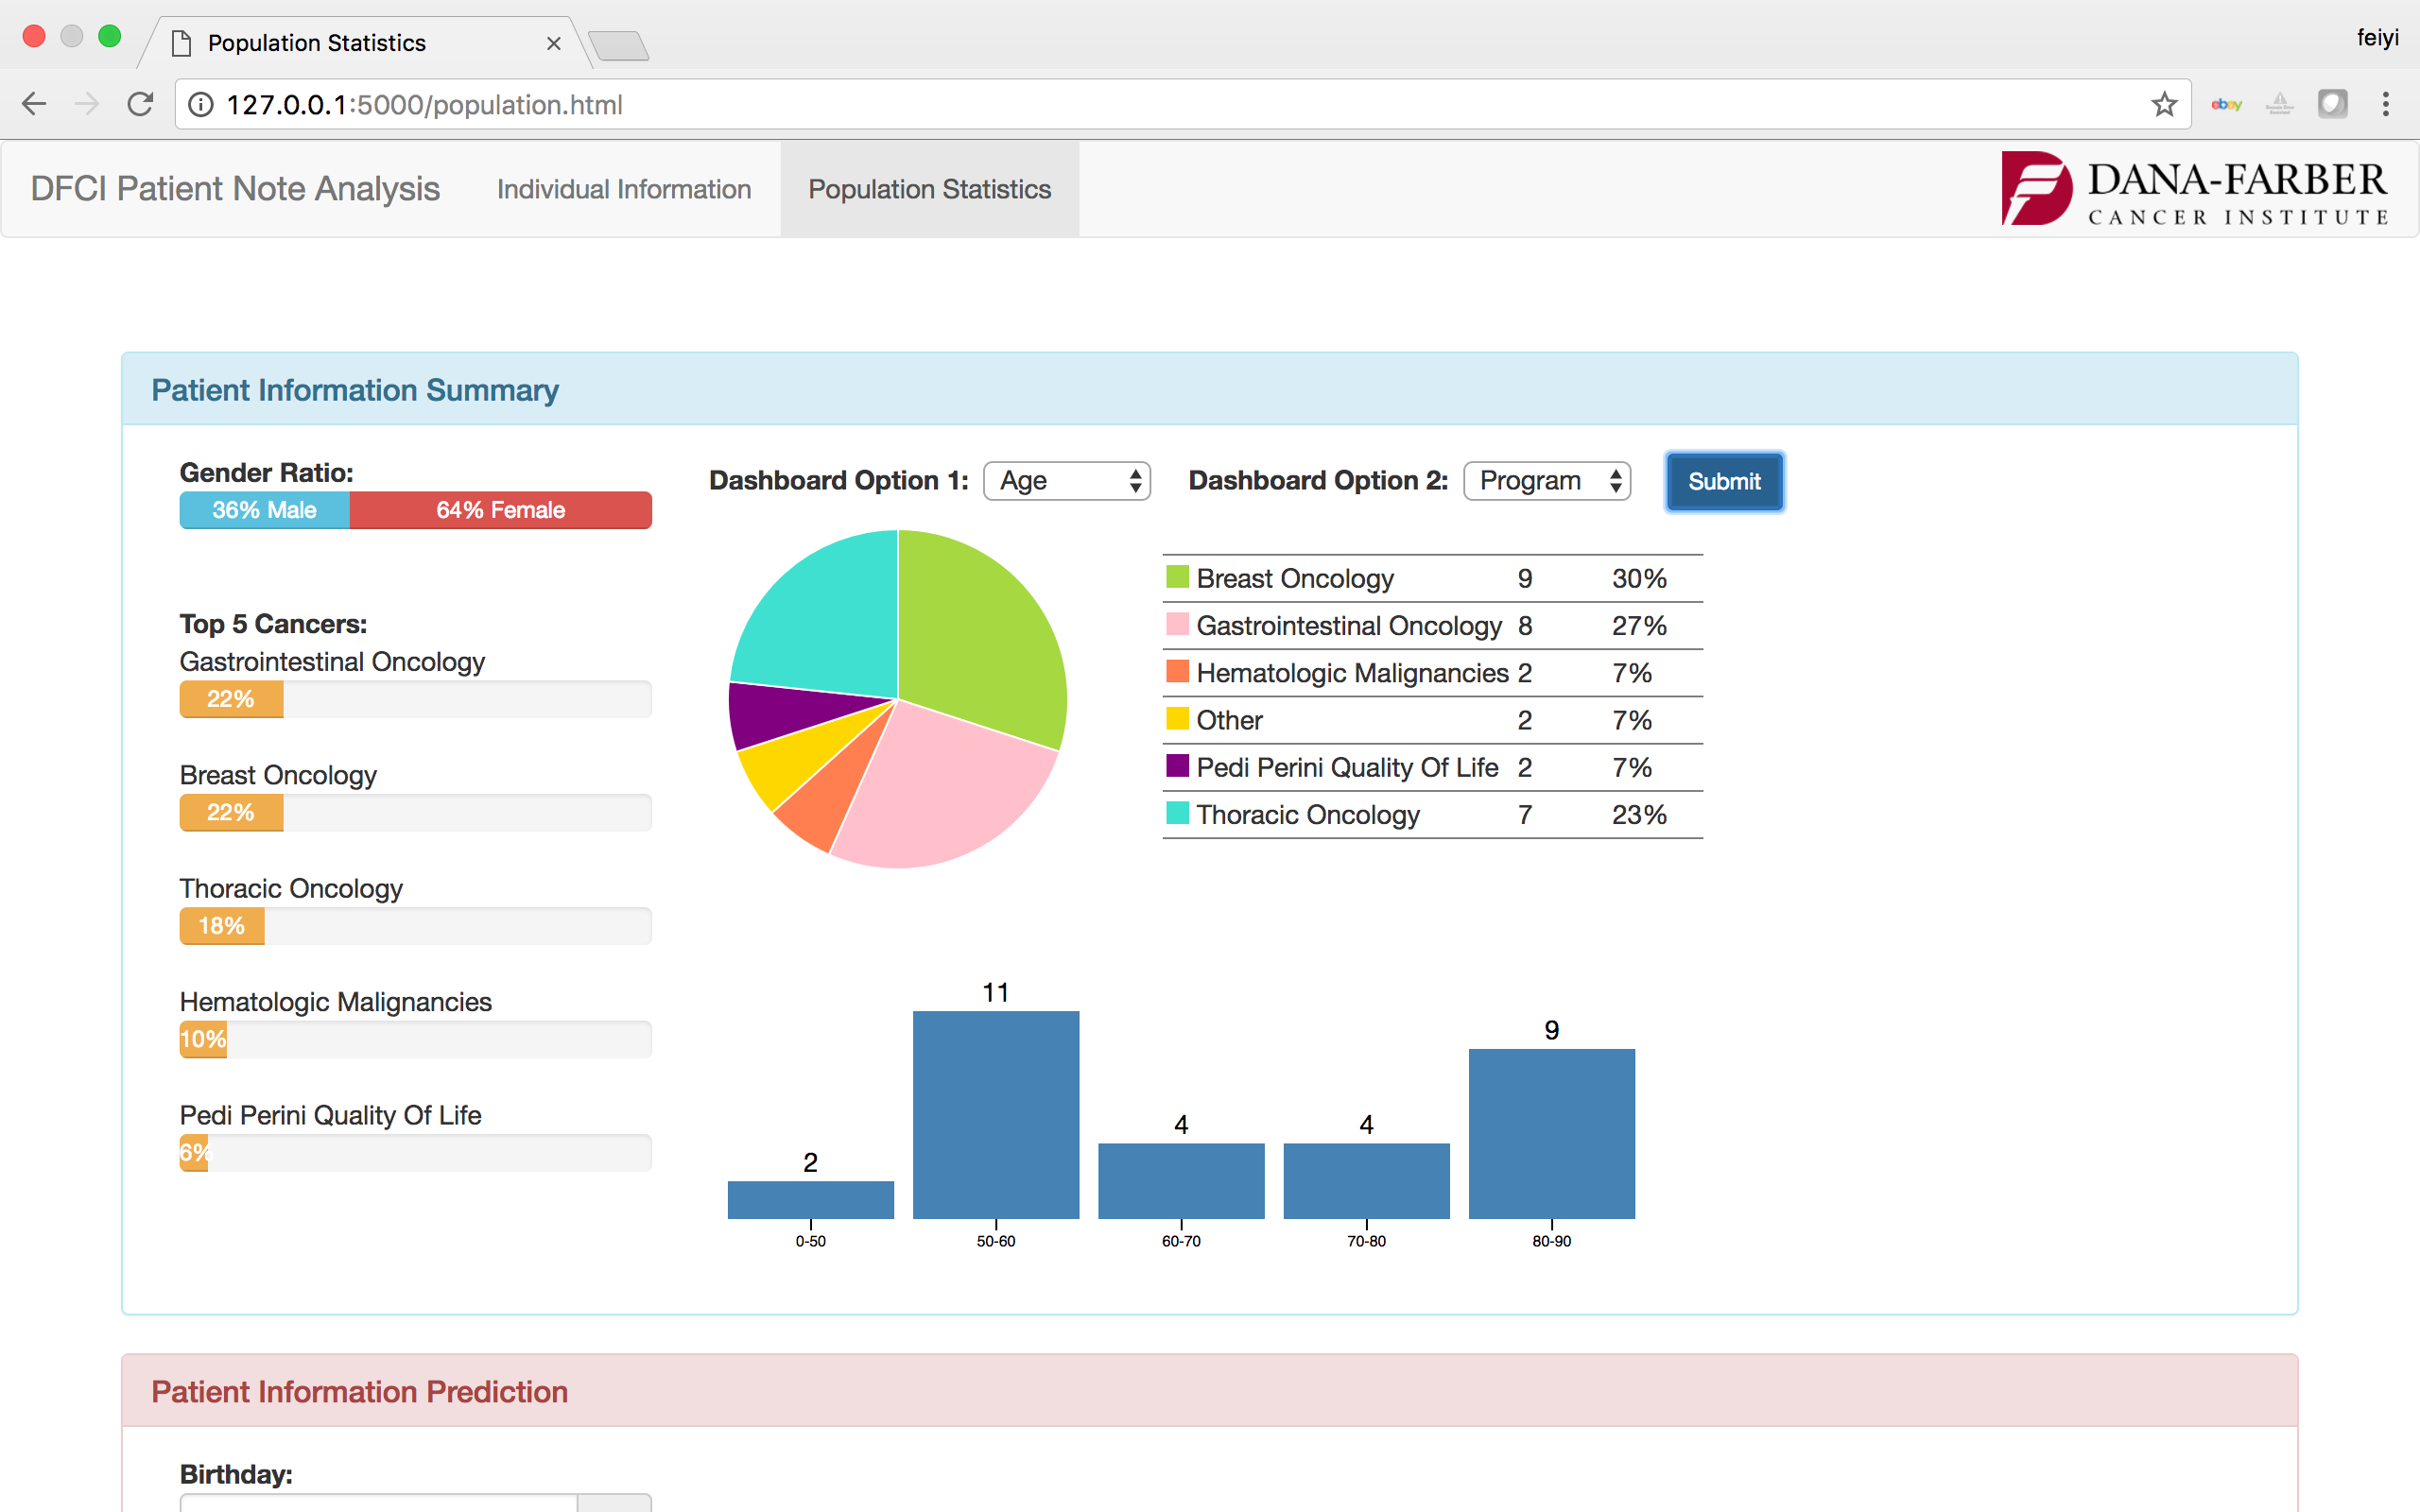 Population Statistics
feiyi
127.0.0.1:5000/population.html
ebay
DFCI Patient Note Analysis Individual Information Population Statistics
DANA-FARBER
CANCER INSTITUTE
Patient Information Summary
Gender Ratio:
36% Male 64% Female
Top 5 Cancers:
Gastrointestinal Oncology
22%
Breast Oncology
22%
Thoracic Oncology
18%
Hematologic Malignancies
10%
Pedi Perini Quality Of Life
6%
Dashboard Option 1: Age Dashboard Option 2: Program Submit
Breast Oncology 9 30%
Gastrointestinal Oncology 8 27%
Hematologic Malignancies 2 7%
Other 2 7%
Pedi Perini Quality Of Life 2 7%
Thoracic Oncology 7 23%
2 11 4 4 9
0-50 50-60 60-70 70-80 80-90
Patient Information Prediction
Birthday: